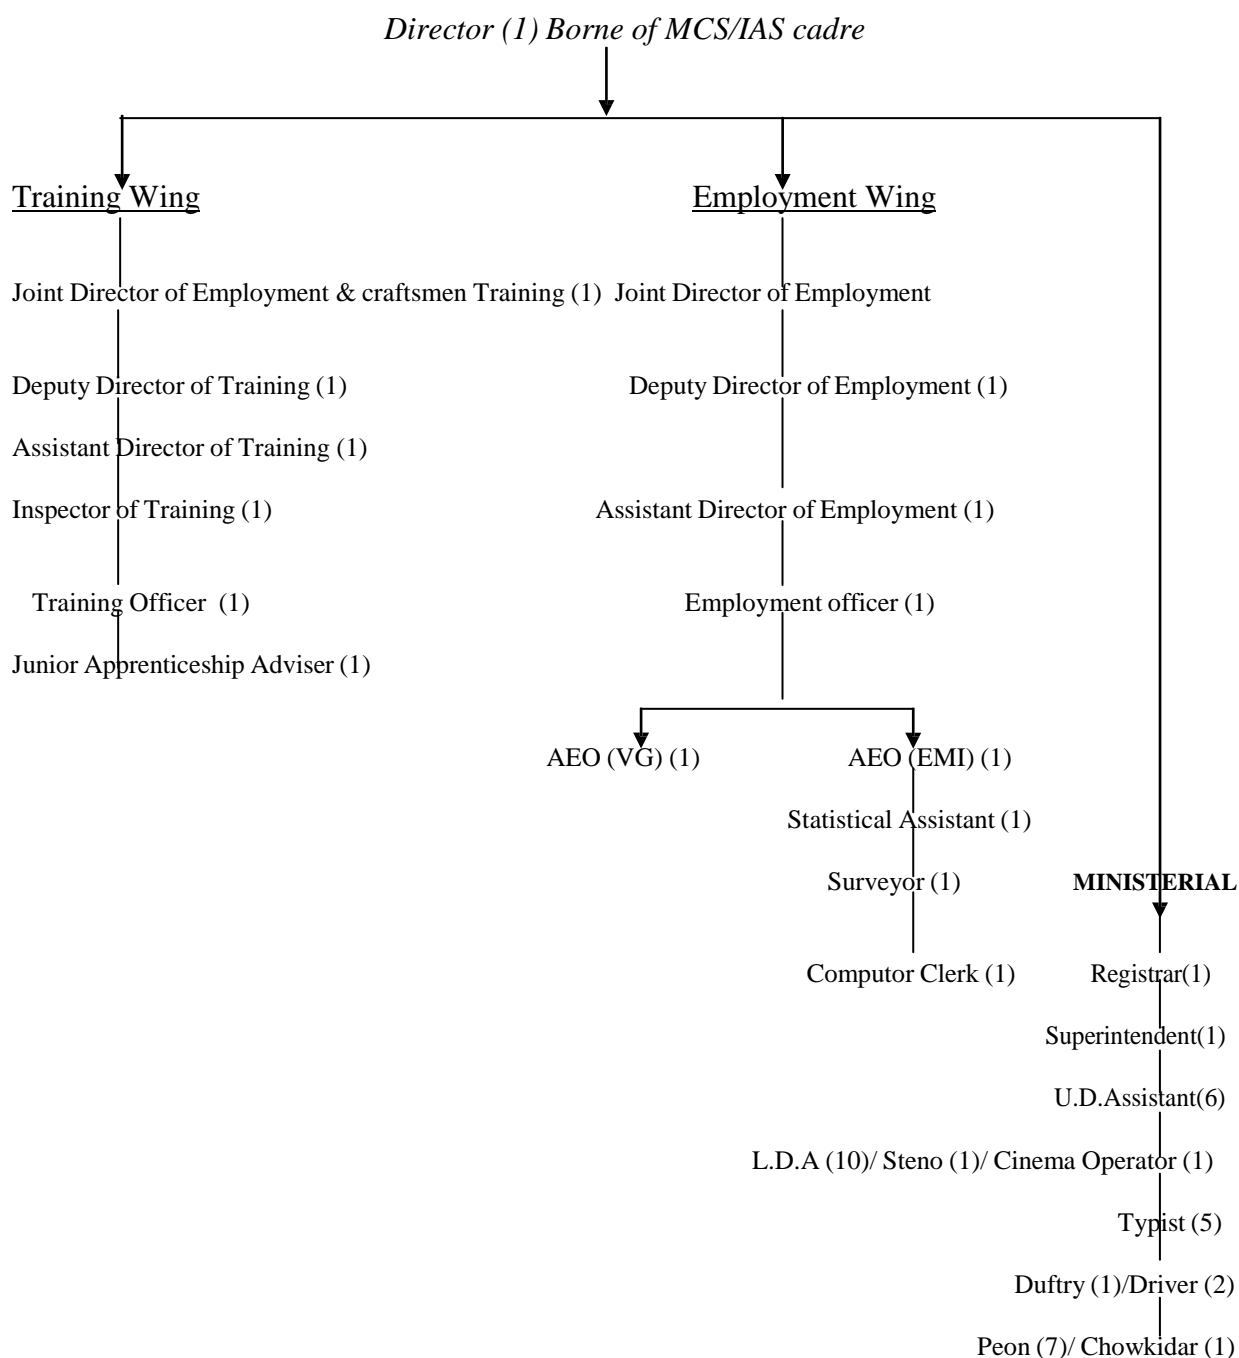 Director (1) Borne of MCS/IAS cadre
Training Wing
Employment Wing
Joint Director of Employment & craftsmen Training (1) Joint Director of Employment
Deputy Director of Training (1)
Deputy Director of Employment (1)
Assistant Director of Training (1)
Inspector of Training (1)
Assistant Director of Employment (1)
Training Officer (1)
Employment officer (1)
Junior Apprenticeship Adviser (1)
AEO (VG) (1)
AEO (EMI) (1)
Statistical Assistant (1)
Surveyor (1)
MINISTERIAL
Computor Clerk (1)
Registrar(1)
Superintendent(1)
U.D.Assistant(6)
L.D.A (10)/ Steno (1)/ Cinema Operator (1)
Typist (5)
Duftry (1)/Driver (2)
Peon (7)/ Chowkidar (1)